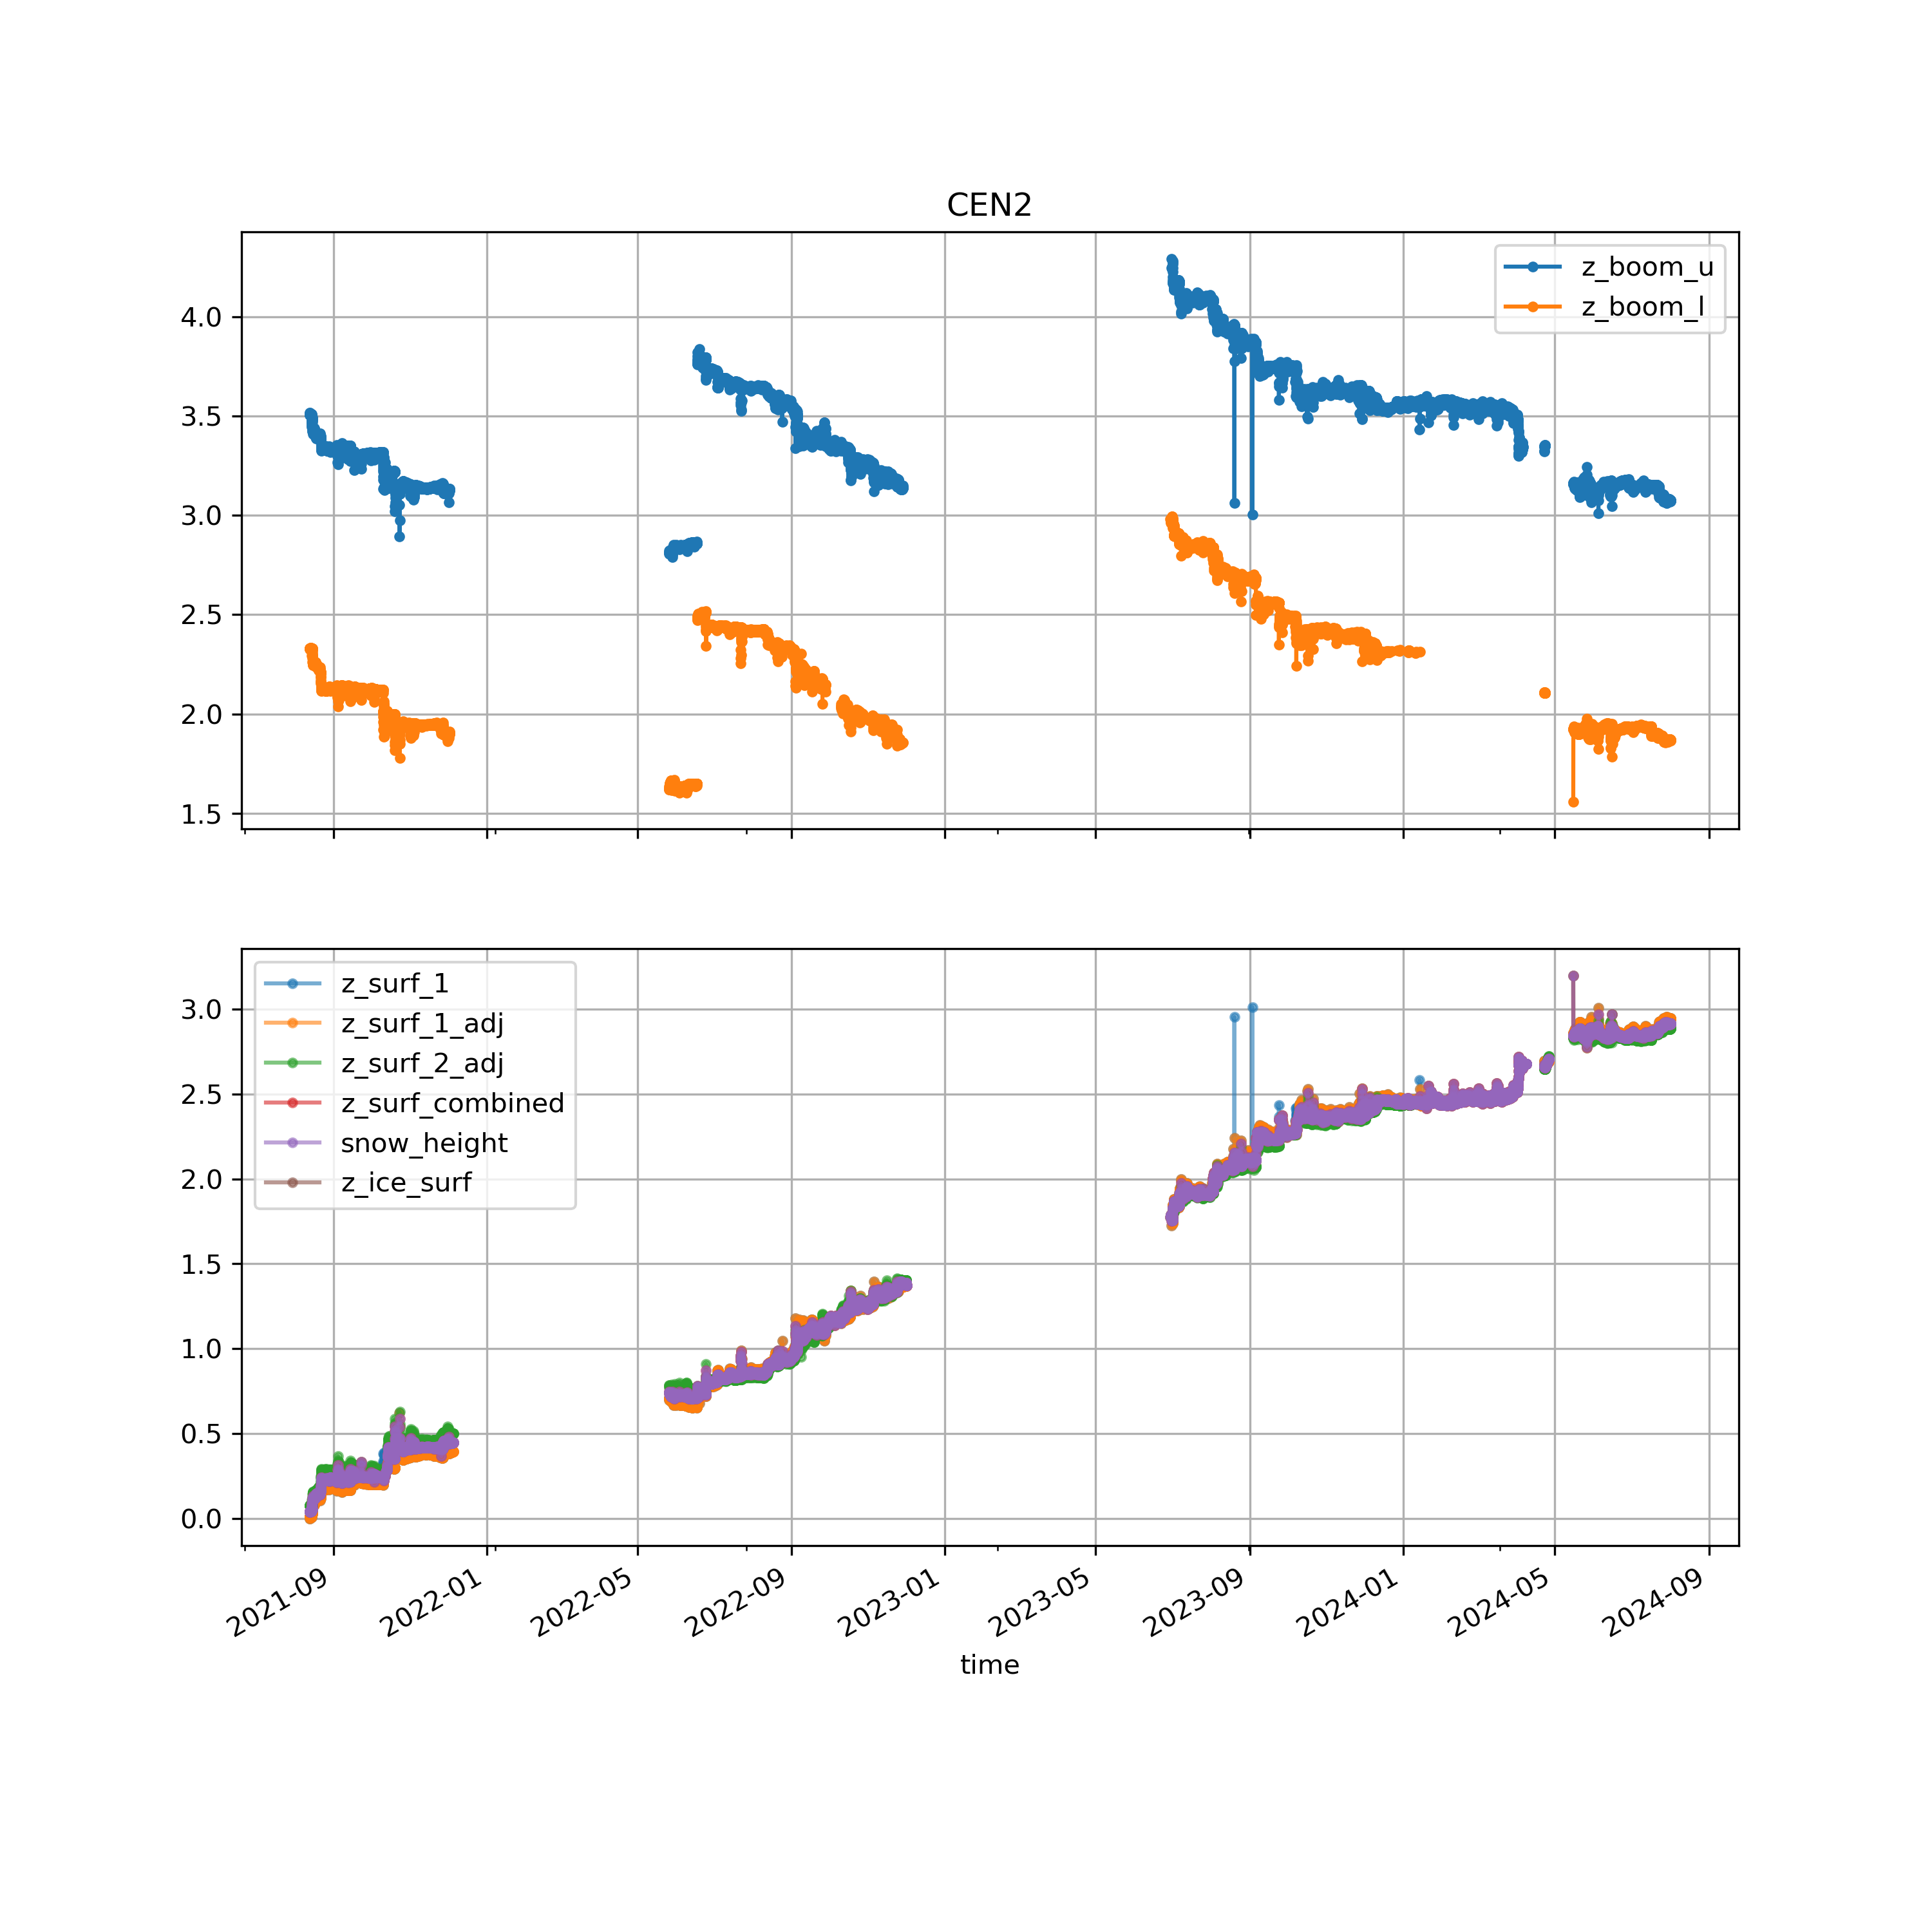 CEN2
z_boom_u
z_boom_l
4.0
3.5
3.0
2.5
2.0
1.5
z_surf_1
z_surf_1_adj
z_surf_2_adj
z_surf_combined
snow_height
z_ice_surf
3.0
2.5
2.0
1.5
1.0
0.5
0.0
2021-09 2022-01 2022-05 2022-09 2023-01 2023-05 2023-09 2024-01 2024-05 2024-09
time